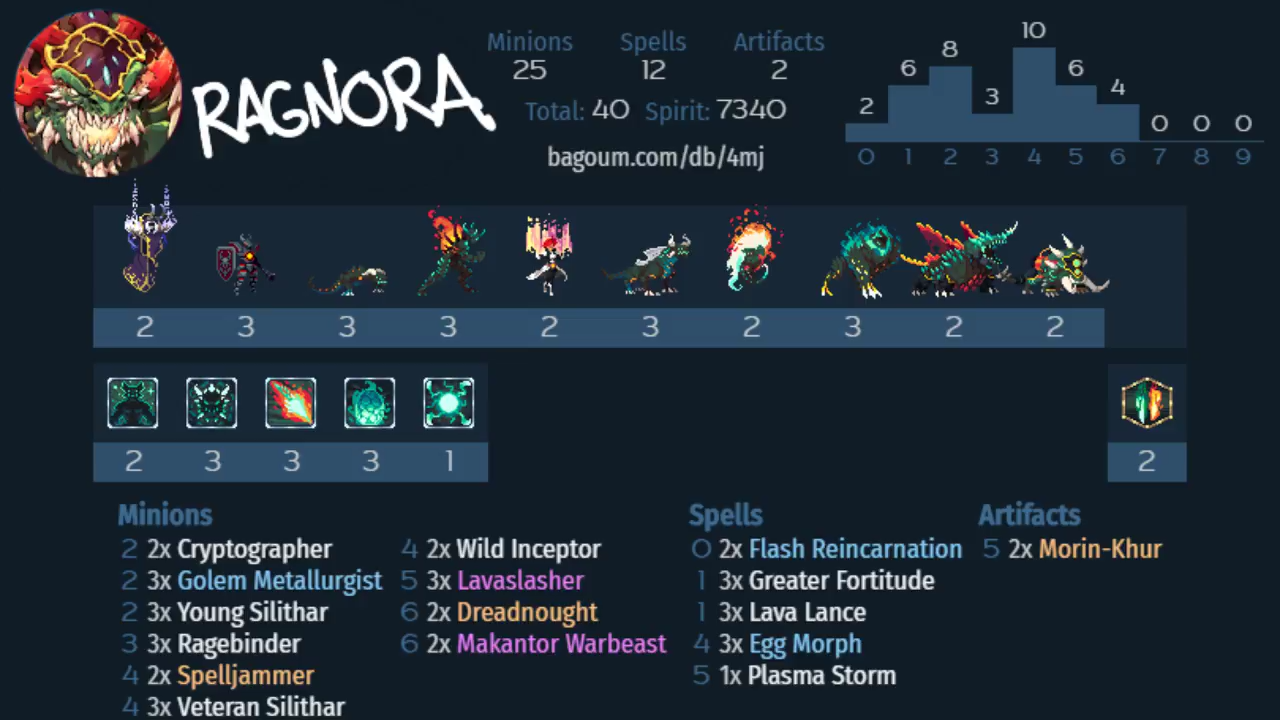 RAGNORA
Minions Spells Artifacts
25 12 2
Total: 40 Spirit: 7340
bagoum.com/db/4mj
2 6 8 3 10 6 4 0 0 0
0 1 2 3 4 5 6 7 8 9
2 3 3 3 2 3 2 3 2 2
2 3 3 3 1 2
Minions
2 2x Cryptographer
2 3x Golem Metallurgist
2 3x Young Silithar
3 3x Ragebinder
4 2x Spelljammer
4 3x Veteran Silithar
4 2x Wild Inceptor
5 3x Lavaslasher
6 2x Dreadnought
6 2x Makantor Warbeast
Spells
0 2x Flash Reincarnation
1 3x Greater Fortitude
1 3x Lava Lance
4 3x Egg Morph
5 1x Plasma Storm
Artifacts
5 2x Morin-Khur